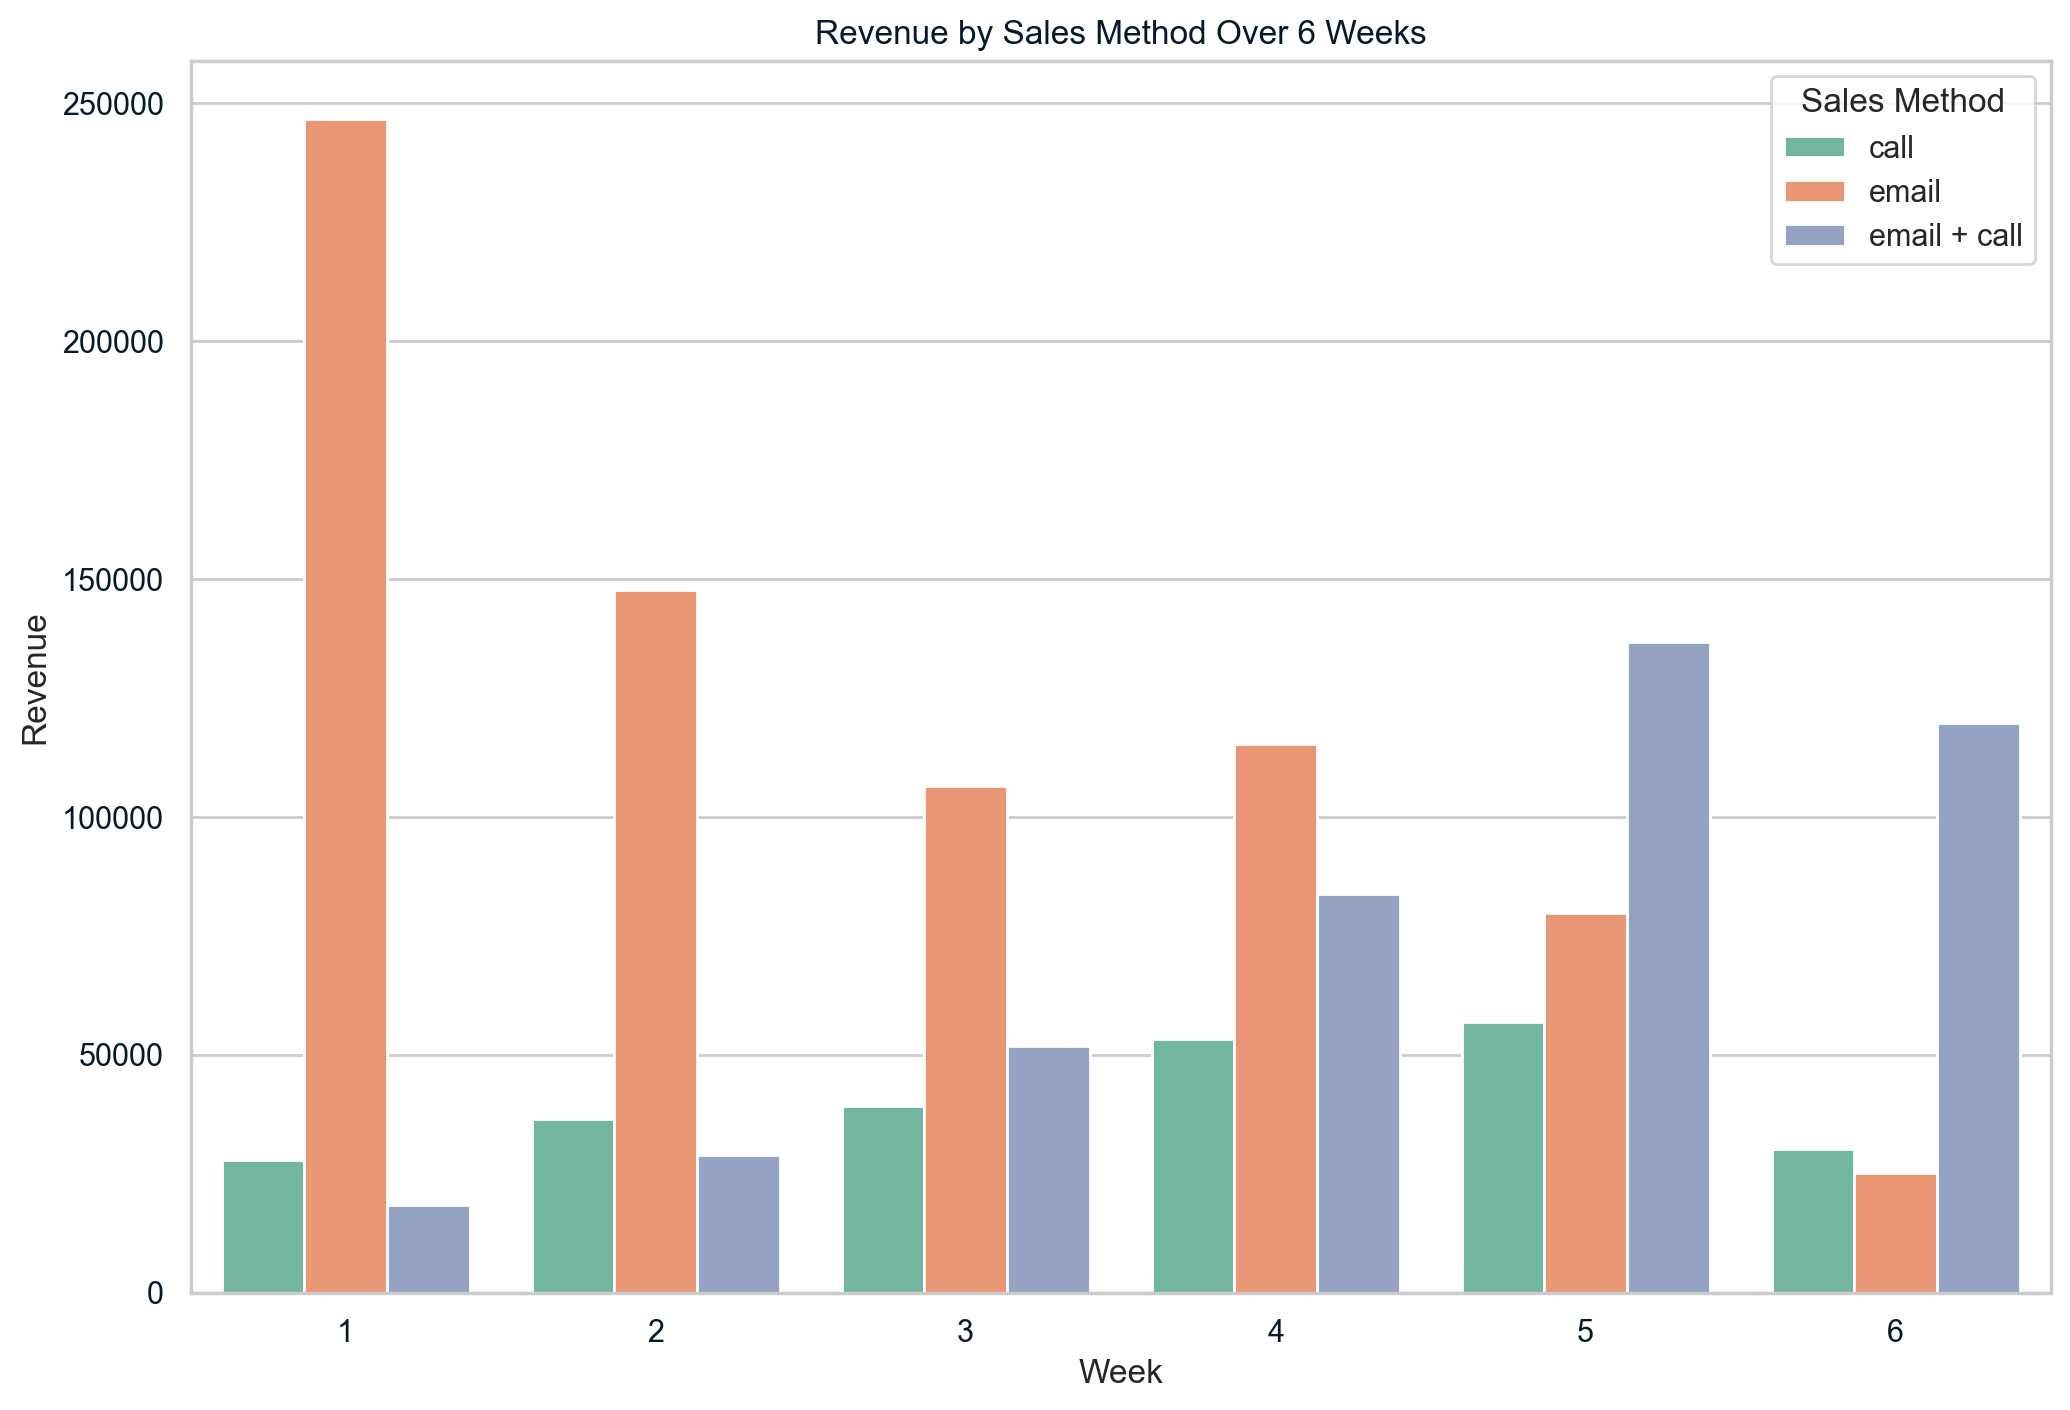 Revenue by Sales Method Over 6 Weeks
Sales Method
call
email
email + call
Revenue
250000
200000
150000
100000
50000
0
1 2 3 4 5 6
Week